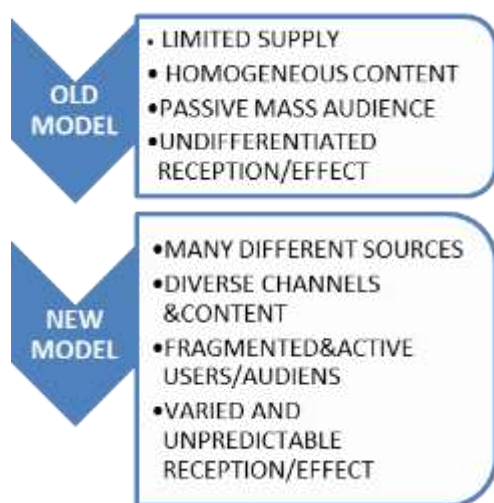 OLD
MODEL
• LIMITED SUPPLY
• HOMOGENEOUS CONTENT
•PASSIVE MASS AUDIENCE
•UNDIFFERENTIATED
RECEPTION/EFFECT
NEW
MODEL
•MANY DIFFERENT SOURCES
•DIVERSE CHANNELS
&CONTENT
•FRAGMENTED&ACTIVE
USERS/AUDIENS
•VARIED AND
UNPREDICTABLE
RECEPTION/EFFECT